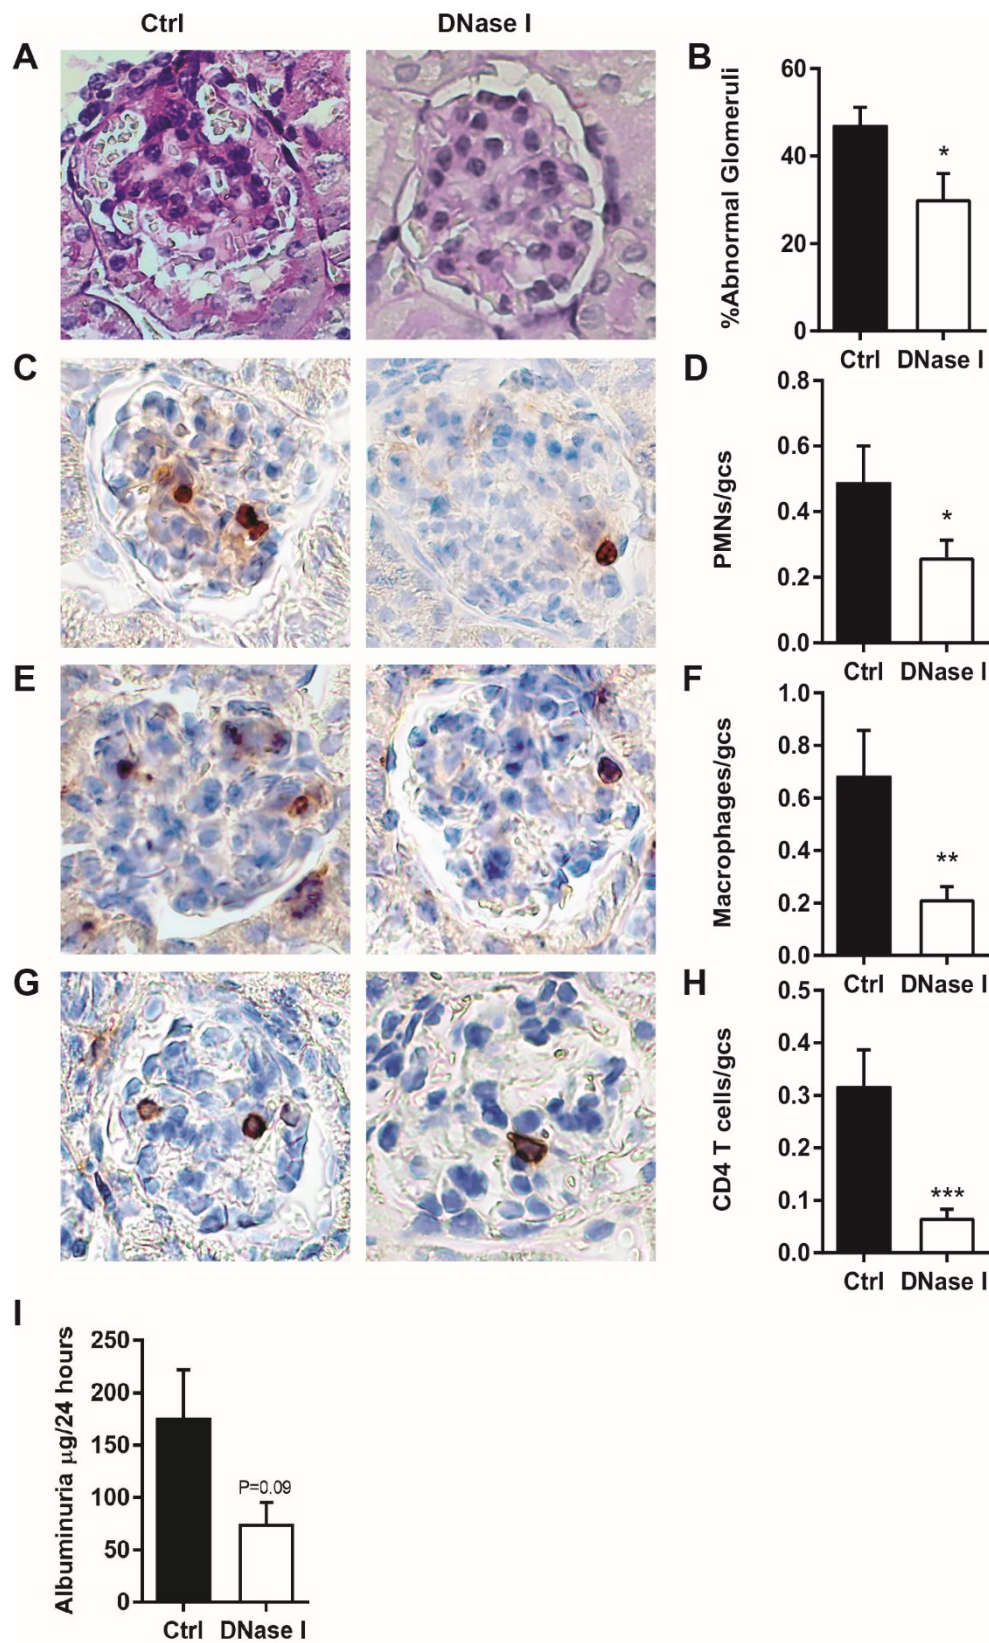 Ctrl DNase I
A
B
%Abnormal Glomeruli
60
40
20
0
*
Ctrl DNase I
C
D
PMNs/gcs
0.8
0.6
0.4
0.2
0.0
*
Ctrl DNase I
E
F
Macrophages/gcs
1.0
0.8
0.6
0.4
0.2
0.0
**
Ctrl DNase I
G
H
CD4 T cells/gcs
0.5
0.4
0.3
0.2
0.1
0.0
***
Ctrl DNase I
I
Albuminuria µg/24 hours
250
200
150
100
50
0
P=0.09
Ctrl DNase I